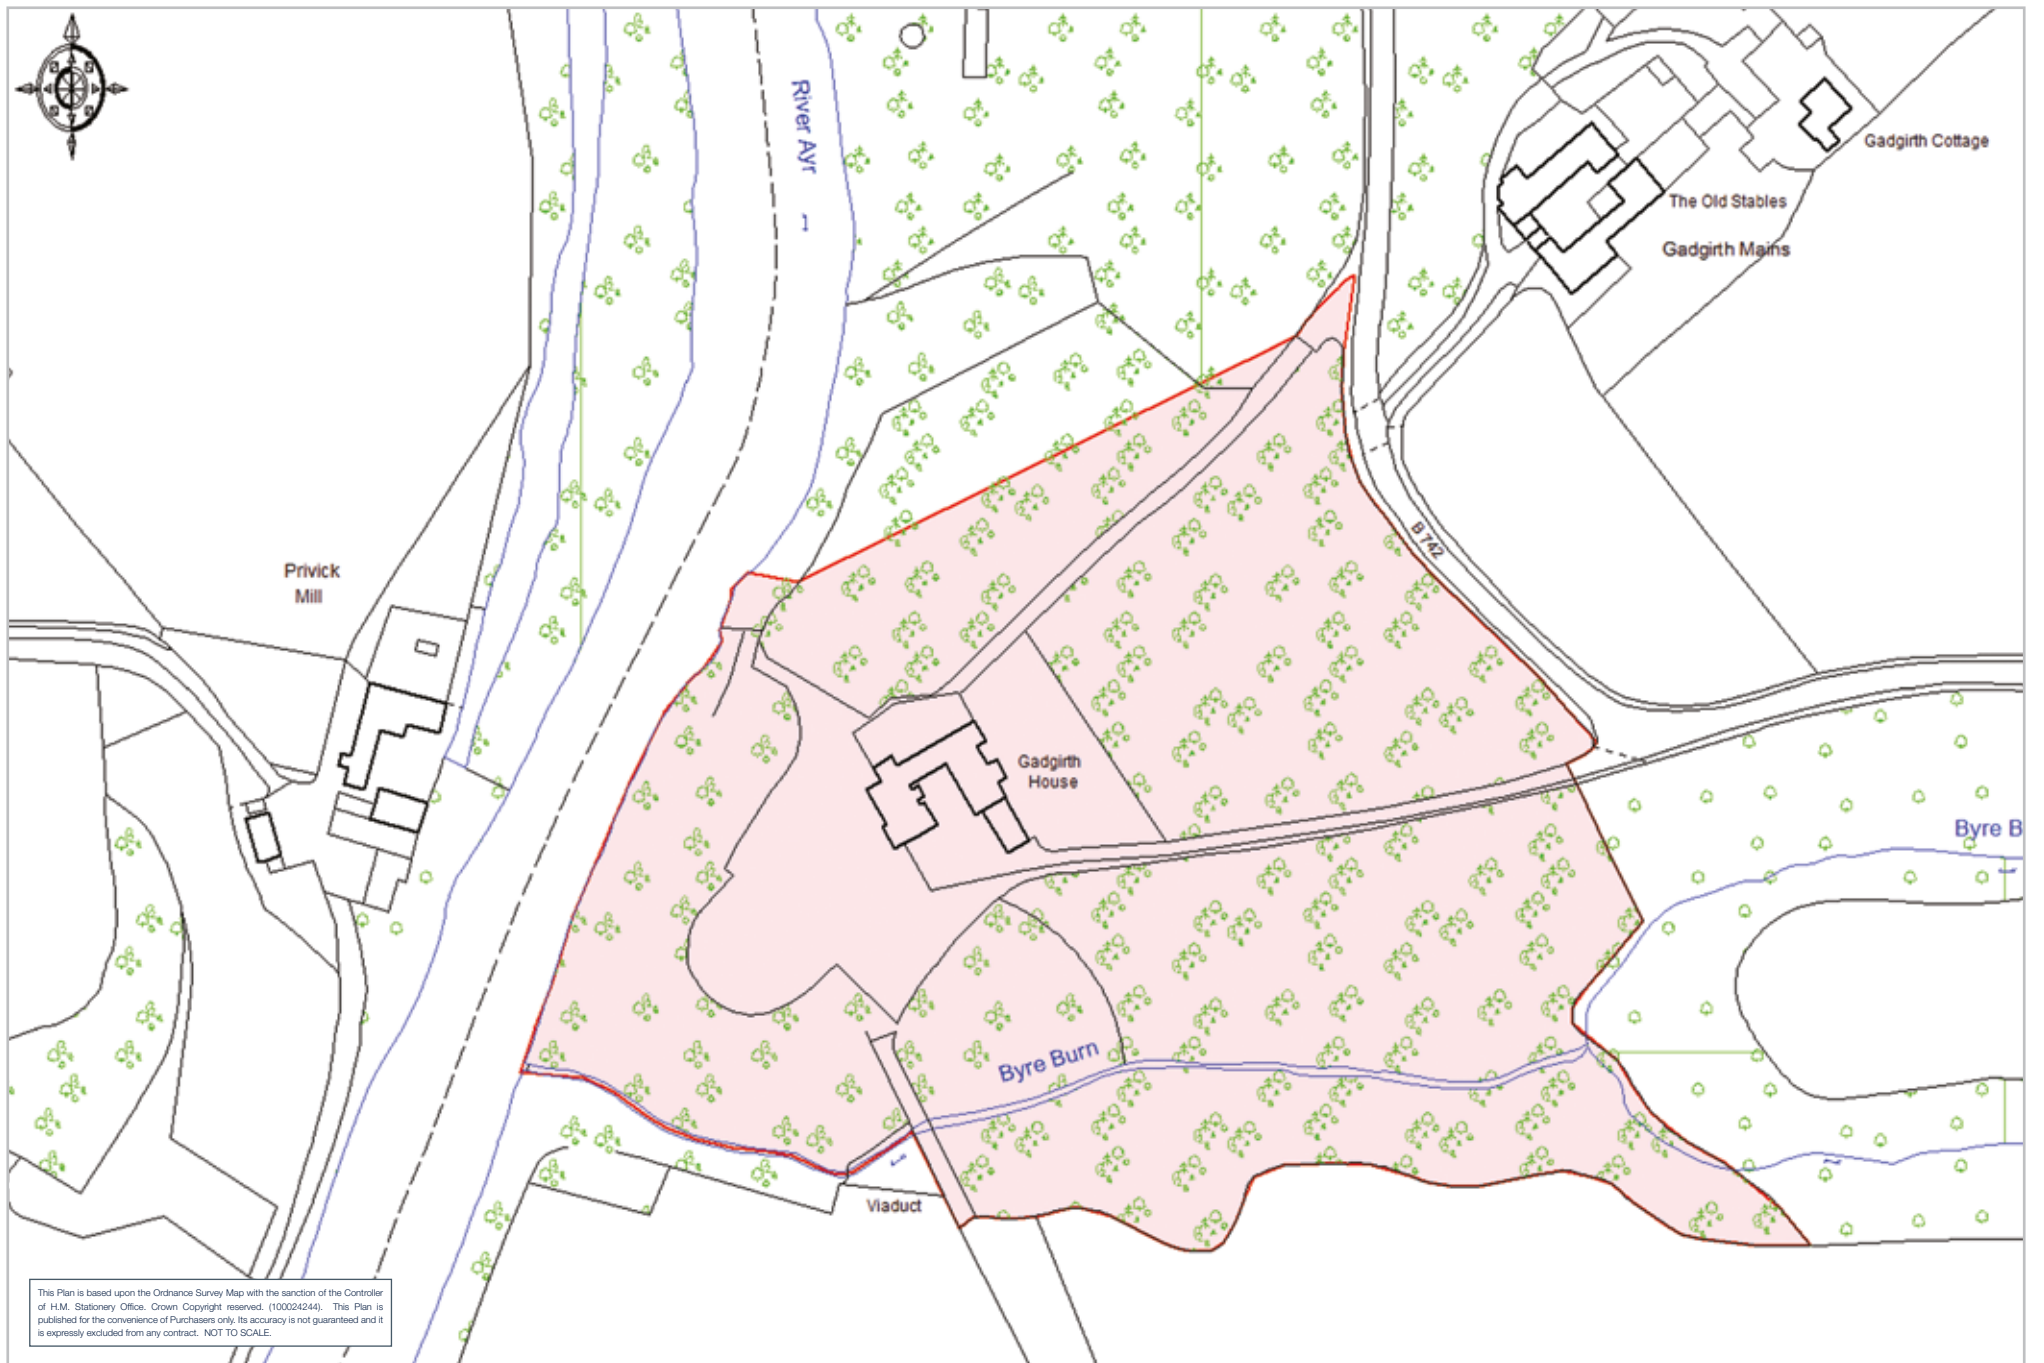 River Ayr
Gadgirth Cottage
The Old Stables
Gadgirth Mains
B 742
Privick
Mill
Gadgirth
House
Byre B
Byre Burn
Viaduct
This Plan is based upon the Ordnance Survey Map with the sanction of the Controller
of H.M. Stationery Office. Crown Copyright reserved. (100024244). This Plan is
published for the convenience of Purchasers only. Its accuracy is not guaranteed and it
is expressly excluded from any contract. NOT TO SCALE.